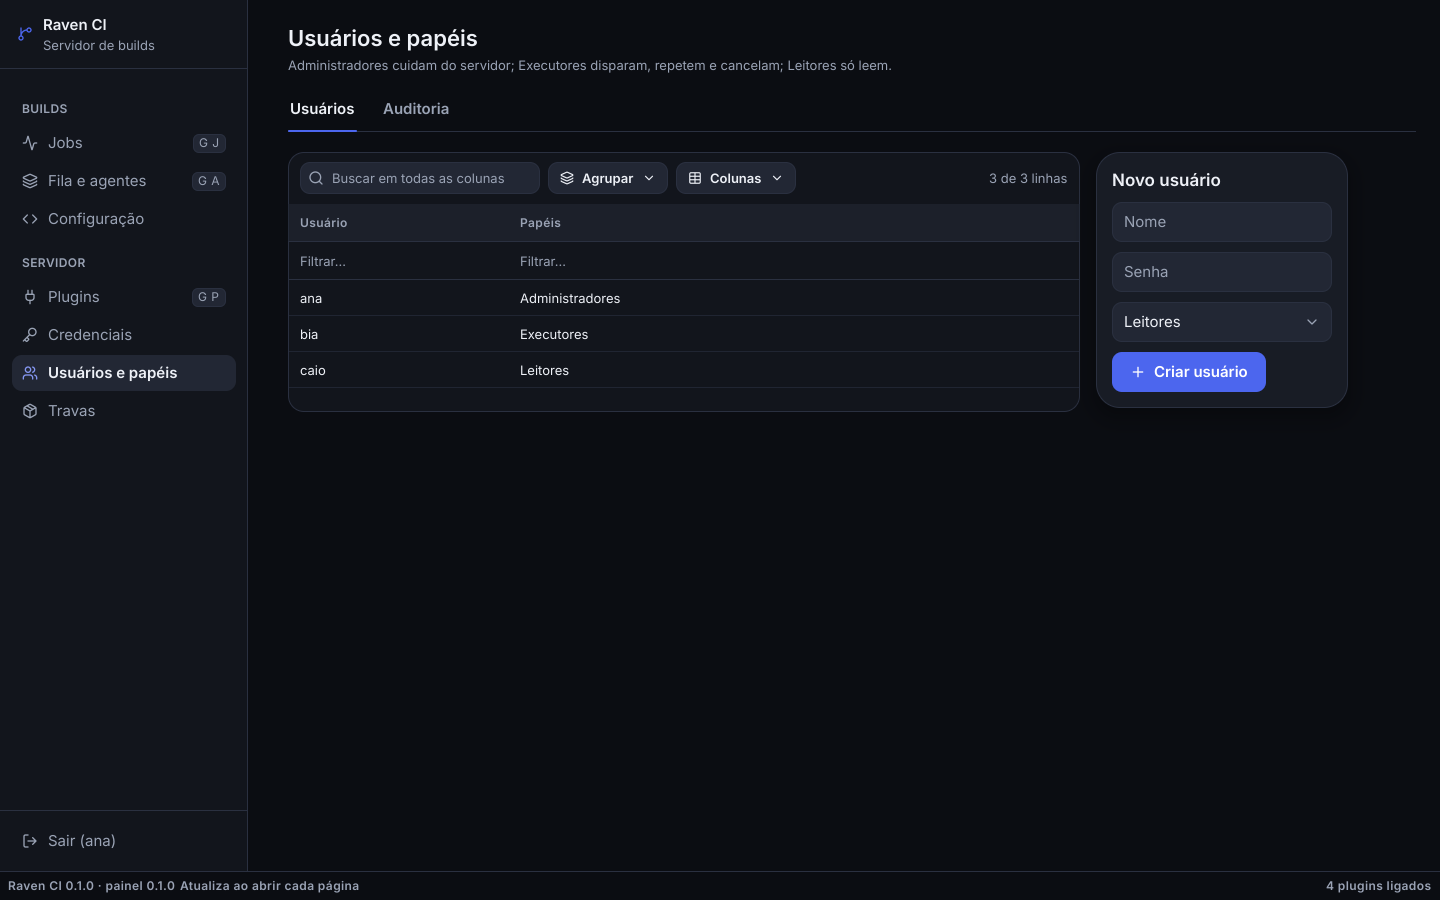 Raven CI
Servidor de builds
BUILDS
Jobs G J
Fila e agentes G A
Configuração
SERVIDOR
Plugins G P
Credenciais
Usuários e papéis
Travas
Sair (ana)
Usuários e papéis
Administradores cuidam do servidor; Executores disparam, repetem e cancelam; Leitores só leem.
Usuários Auditoria
Buscar em todas as colunas Agrupar Colunas 3 de 3 linhas
Usuário Papéis
Filtrar... Filtrar...
ana Administradores
bia Executores
caio Leitores
Novo usuário
Nome
Senha
Leitores
Criar usuário
Raven CI 0.1.0 · painel 0.1.0 Atualiza ao abrir cada página 4 plugins ligados